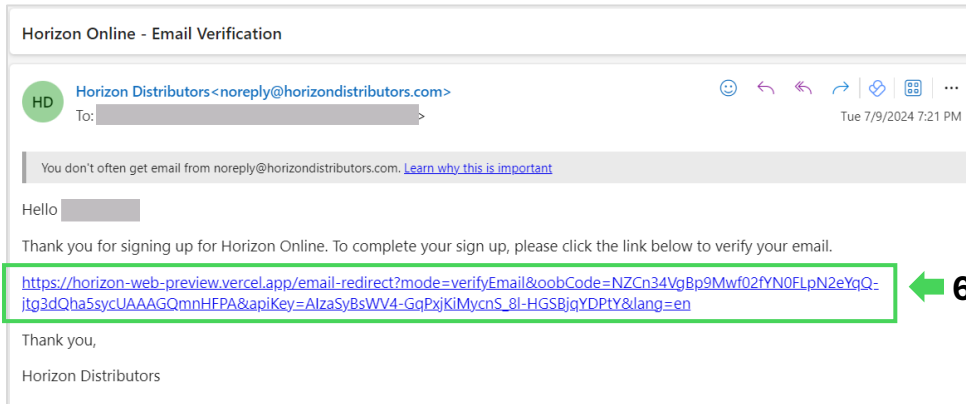 Horizon Online - Email Verification
HD
Horizon Distributors<noreply@horizondistributors.com>
To: >
Tue 7/9/2024 7:21 PM
You don't often get email from noreply@horizondistributors.com. Learn why this is important
Hello
Thank you for signing up for Horizon Online. To complete your sign up, please click the link below to verify your email.
https://horizon-web-preview.vercel.app/email-redirect?mode=verifyEmail&oobCode=NZCn34VgBp9Mwf02fYN0FLpN2eYqQ-
jtg3dQha5sycUAAAGQmnHFPA&apiKey=AIzaSyBsWV4-GqPxjKiMycnS_8l-HGSBjqYDPtY&lang=en
6
Thank you,
Horizon Distributors